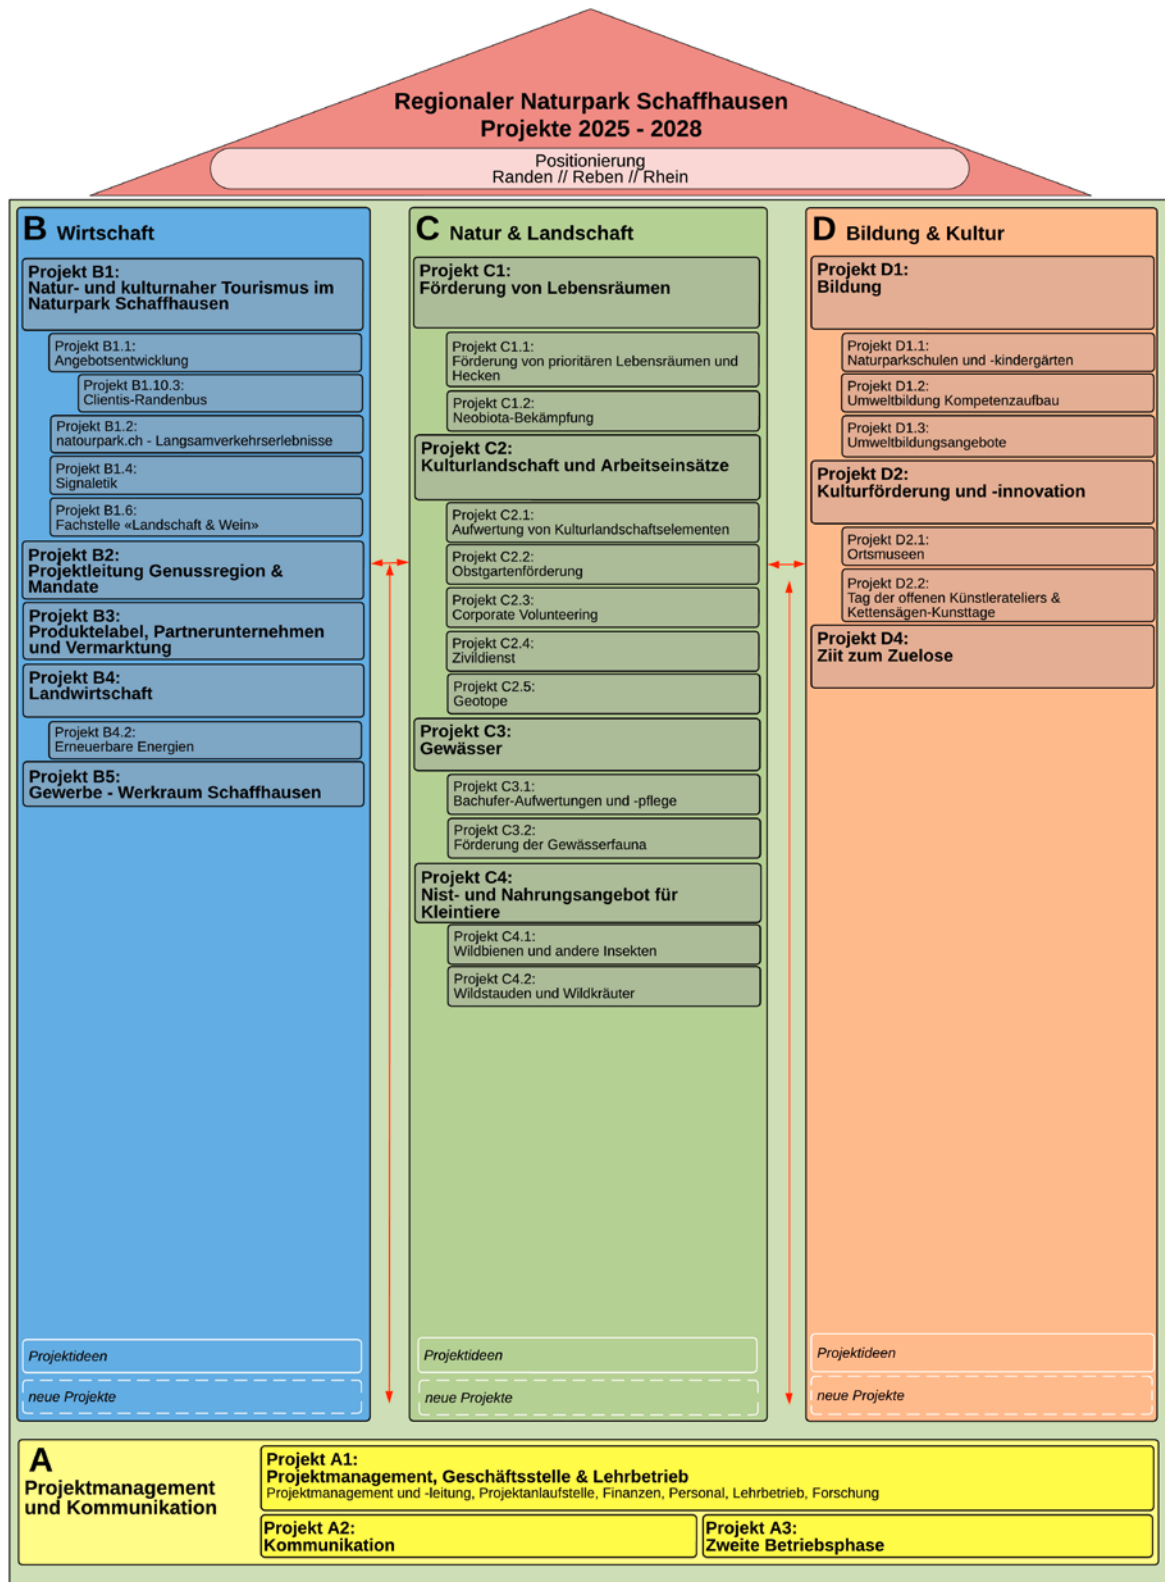 Regionaler Naturpark Schaffhausen
Projekte 2025 - 2028
Positionierung
Randen // Reben // Rhein
B Wirtschaft
Projekt B1:
Natur- und kulturnaher Tourismus im
Naturpark Schaffhausen
Projekt B1.1:
Angebotsentwicklung
Projekt B1.10.3:
Clientis-Randenbus
Projekt B1.2:
natourpark.ch - Langsamverkehrserlebnisse
Projekt B1.4:
Signaletik
Projekt B1.6:
Fachstelle «Landschaft & Wein»
Projekt B2:
Projektleitung Genussregion &
Mandate
Projekt B3:
Produktelabel, Partnerunternehmen
und Vermarktung
Projekt B4:
Landwirtschaft
Projekt B4.2:
Erneuerbare Energien
Projekt B5:
Gewerbe - Werkraum Schaffhausen
Projektideen
neue Projekte
C Natur & Landschaft
Projekt C1:
Förderung von Lebensräumen
Projekt C1.1:
Förderung von prioritären Lebensräumen und
Hecken
Projekt C1.2:
Neobiota-Bekämpfung
Projekt C2:
Kulturlandschaft und Arbeitseinsätze
Projekt C2.1:
Aufwertung von Kulturlandschaftselementen
Projekt C2.2:
Obstgartenförderung
Projekt C2.3:
Corporate Volunteering
Projekt C2.4:
Zivildienst
Projekt C2.5:
Geotope
Projekt C3:
Gewässer
Projekt C3.1:
Bachufer-Aufwertungen und -pflege
Projekt C3.2:
Förderung der Gewässerfauna
Projekt C4:
Nist- und Nahrungsangebot für
Kleintiere
Projekt C4.1:
Wildbienen und andere Insekten
Projekt C4.2:
Wildstauden und Wildkräuter
Projektideen
neue Projekte
D Bildung & Kultur
Projekt D1:
Bildung
Projekt D1.1:
Naturparkschulen und -kindergärten
Projekt D1.2:
Umweltbildung Kompetenzaufbau
Projekt D1.3:
Umweltbildungsangebote
Projekt D2:
Kulturförderung und -innovation
Projekt D2.1:
Ortsmuseen
Projekt D2.2:
Tag der offenen Künstlerateliers &
Kettensägen-Kunsttage
Projekt D4:
Ziit zum Zuelose
Projektideen
neue Projekte
A
Projektmanagement
und Kommunikation
Projekt A1:
Projektmanagement, Geschäftsstelle & Lehrbetrieb
Projektmanagement und -leitung, Projektanlaufstelle, Finanzen, Personal, Lehrbetrieb, Forschung
Projekt A2:
Kommunikation
Projekt A3:
Zweite Betriebsphase